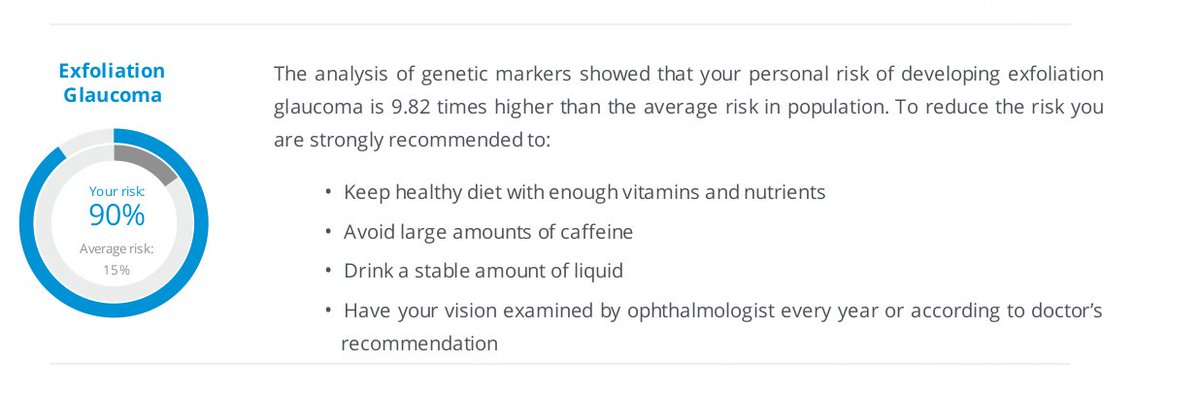 Exfoliation
Glaucoma
Your risk:
90%
Average risk:
15%
The analysis of genetic markers showed that your personal risk of developing exfoliation
glaucoma is 9.82 times higher than the average risk in population. To reduce the risk you
are strongly recommended to:
• Keep healthy diet with enough vitamins and nutrients
• Avoid large amounts of caffeine
• Drink a stable amount of liquid
• Have your vision examined by ophthalmologist every year or according to doctor’s
recommendation